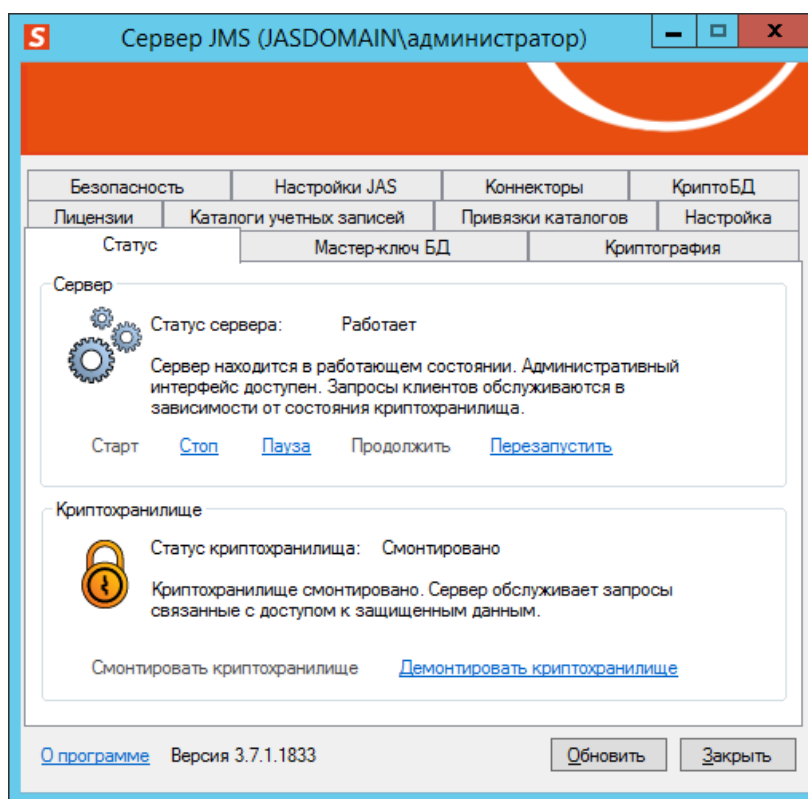 S Сервер JMS (JASDOMAIN\администратор)
Безопасность Настройки JAS Коннекторы КриптоБД
Лицензии Каталоги учетных записей Привязки каталогов Настройка
Статус Мастер-ключ БД Криптография
Сервер
Статус сервера: Работает
Сервер находится в работающем состоянии. Административный
интерфейс доступен. Запросы клиентов обслуживаются в
зависимости от состояния криптохранилища.
Старт Стоп Пауза Продолжить Перезапустить
Криптохранилище
Статус криптохранилища: Смонтировано
Криптохранилище смонтировано. Сервер обслуживает запросы
связанные с доступом к защищенным данным.
Смонтировать криптохранилище Демонтировать криптохранилище
О программе Версия 3.7.1.1833 Обновить Закрыть